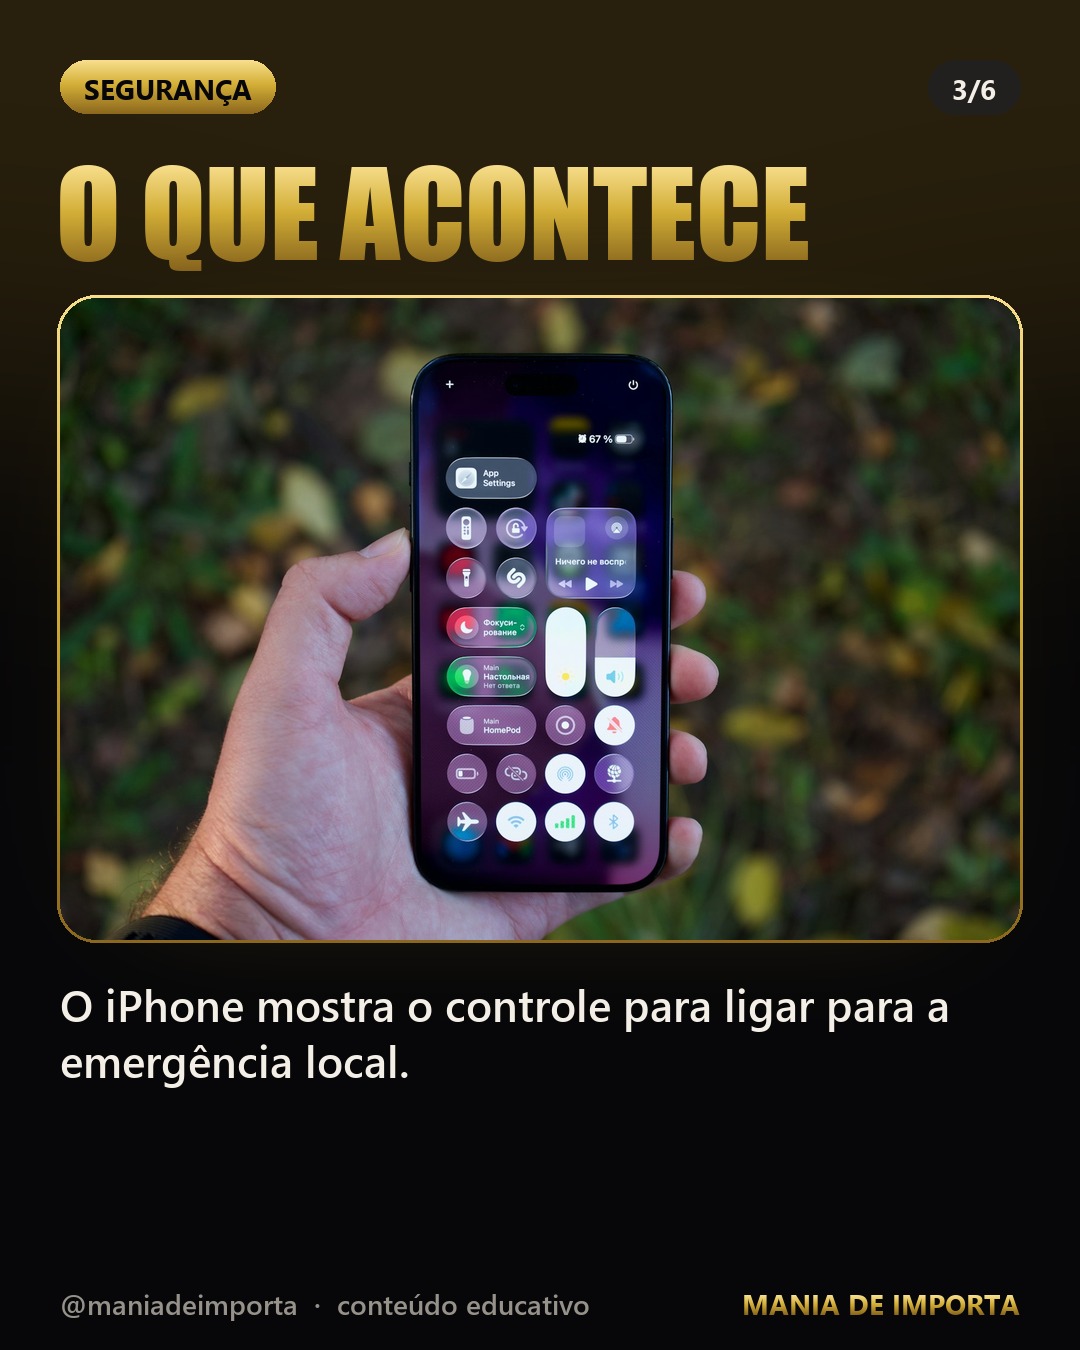 SEGURANÇA
3/6
O QUE ACONTECE
67 %
App
Settings
Ничего не воспр
Фокуси-
рование
Main
Настольная
Нет ответа
Main
HomePod
O iPhone mostra o controle para ligar para a
emergência local.
@maniadeimporta · conteúdo educativo
MANIA DE IMPORTA